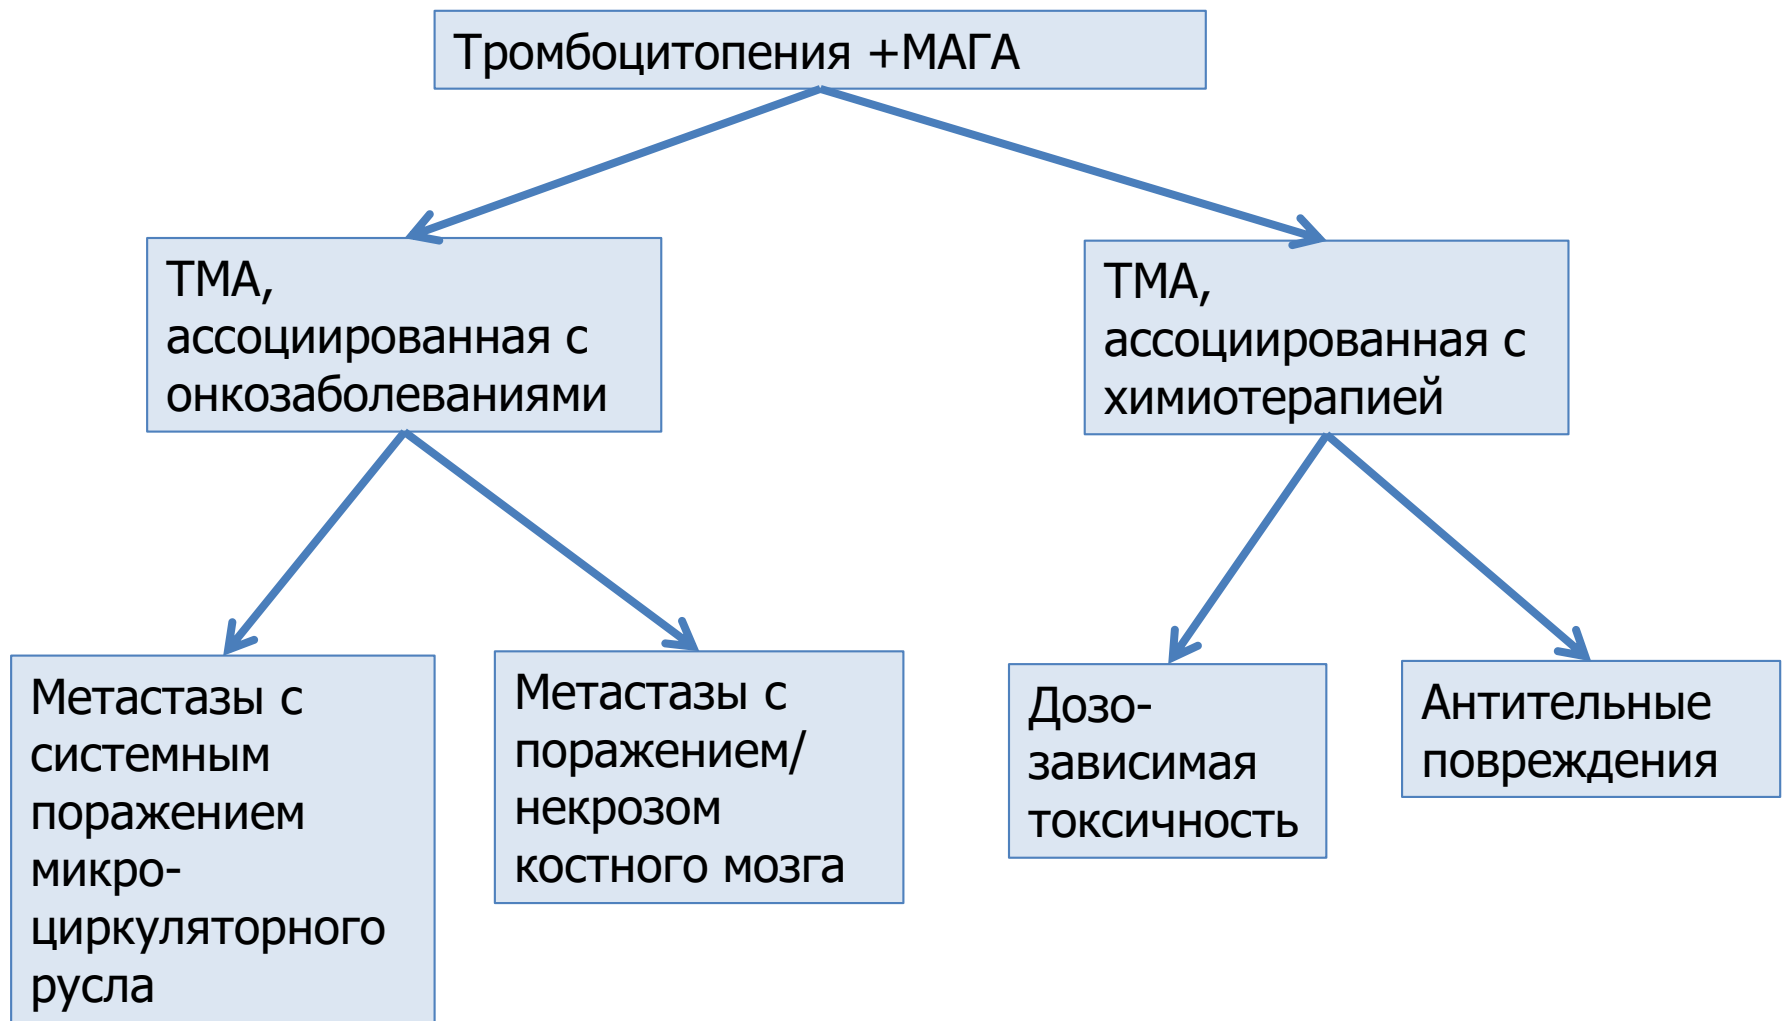 Тромбоцитопения +МАГА
ТМА,
ассоциированная с
онкозаболеваниями
ТМА,
ассоциированная с
химиотерапией
Метастазы с
системным
поражением
микро-
циркуляторного
русла
Метастазы с
поражением/
некрозом
костного мозга
Дозо-
зависимая
токсичность
Антительные
повреждения